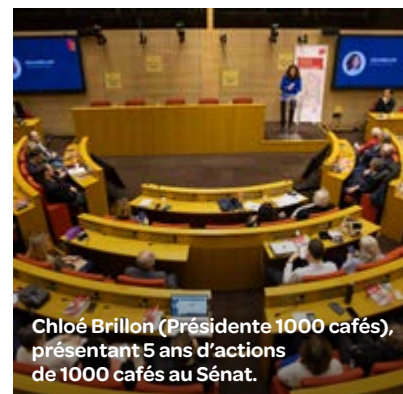 Chloé Brillon (Présidente 1000 cafés),
présentant 5 ans d'actions
de 1000 cafés au Sénat.